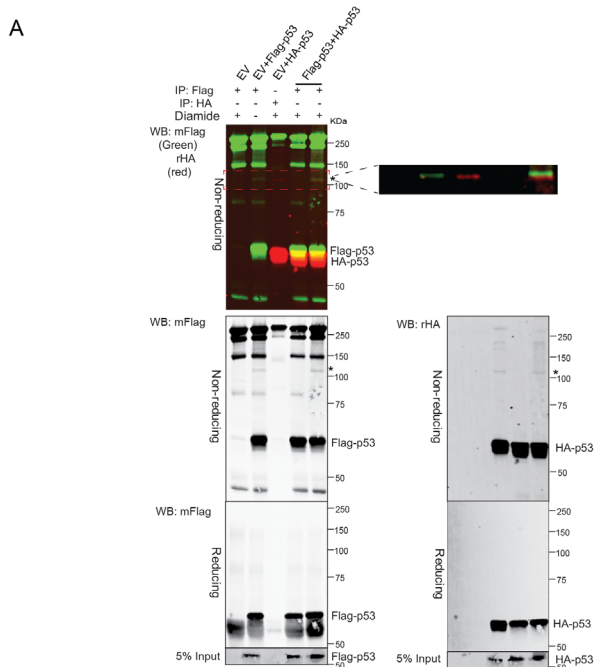 A
EV
EV+Flag-p53
EV+HA-p53
Flag-p53+HA-p53
IP: Flag + + - + +
IP: HA - - + - -
Diamide + - - + +
KDa
WB: mFlag
(Green)
rHA
(red)
Non-reducing
250
150
*
100
75
Flag-p53
HA-p53
50
WB: mFlag
Non-reducing
250
150
*
100
75
Flag-p53
50
WB: rHA
Non-reducing
250
150
*
100
75
HA-p53
50
WB: mFlag
Reducing
250
150
100
75
Flag-p53
50
5% Input
Flag-p53
50
Reducing
250
150
100
75
HA-p53
50
5% Input
HA-p53